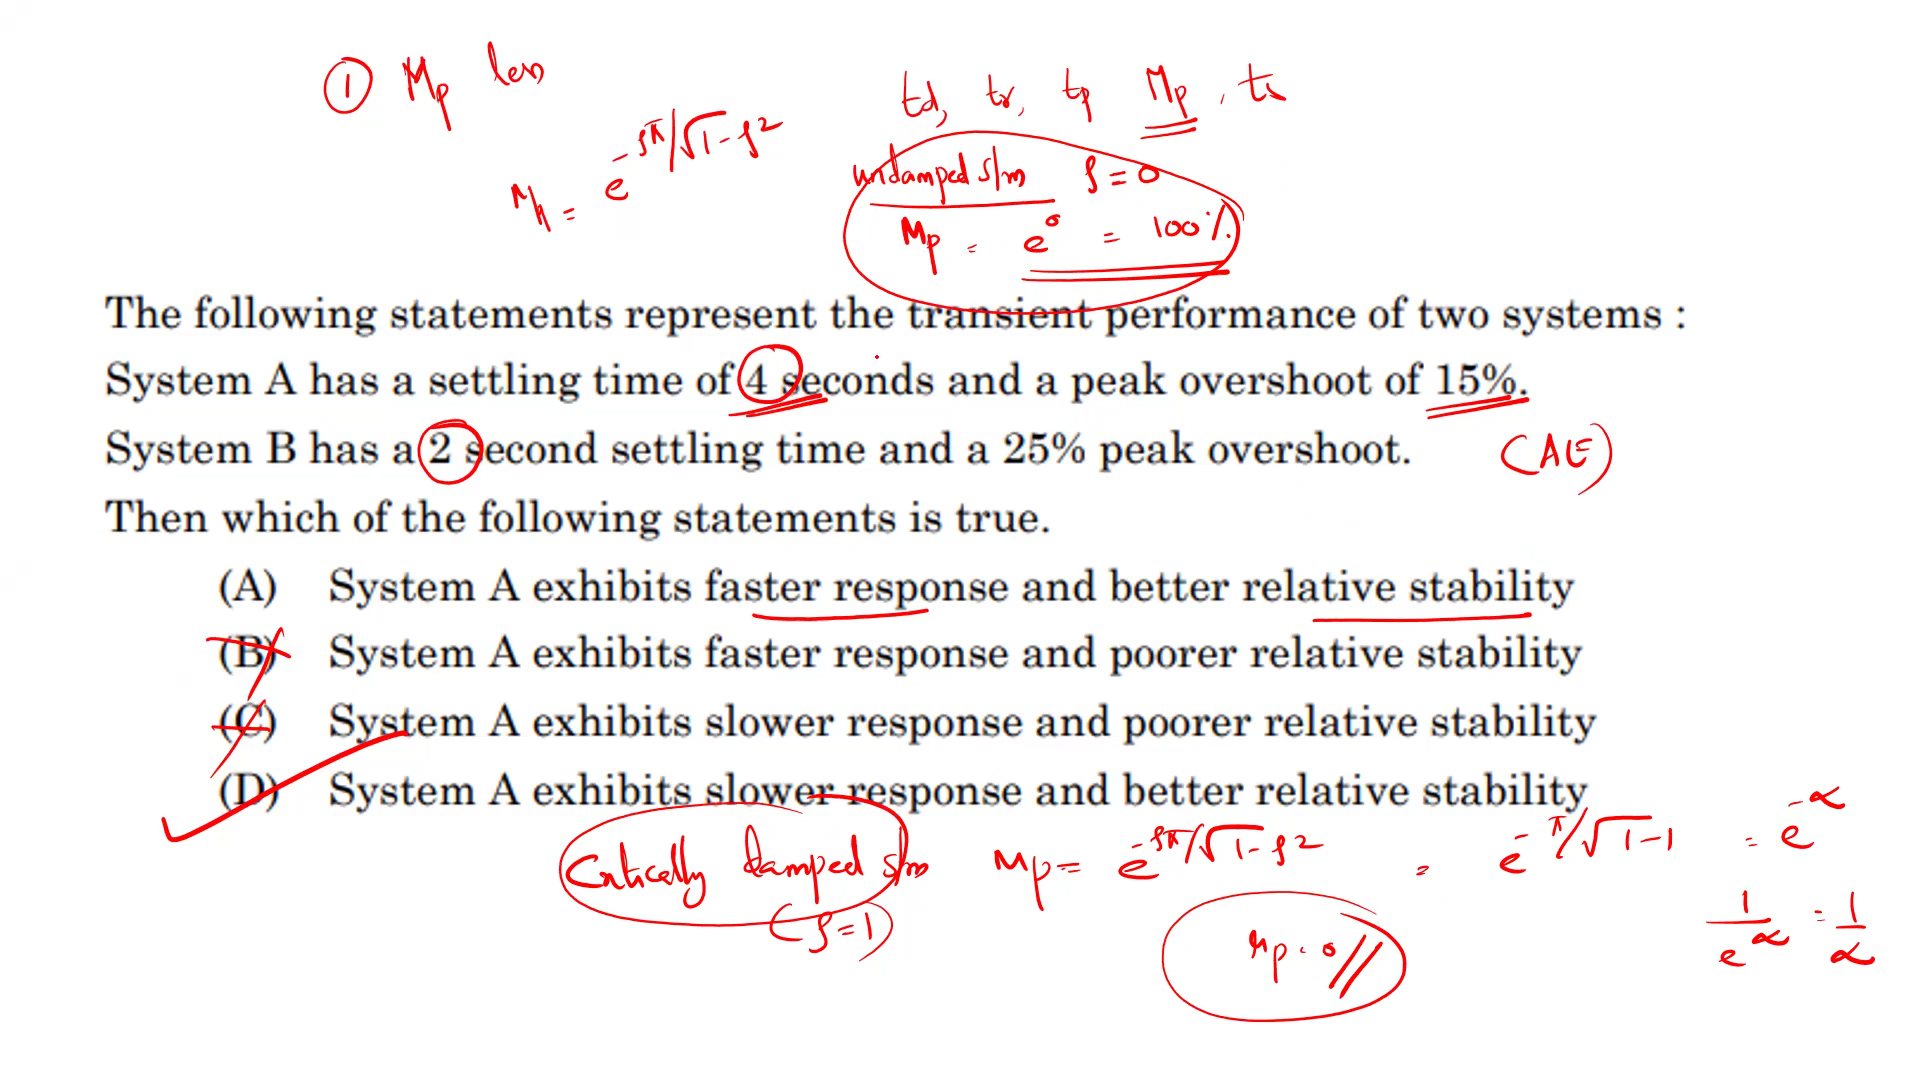 ① Mp less
td, tr, tp Mp, ts
Mp = e^-ζπ/√1-ζ²
undamped s/m ζ=0
Mp = e⁰ = 100%
The following statements represent the transient performance of two systems :
System A has a settling time of 4 seconds and a peak overshoot of 15%.
System B has a 2 second settling time and a 25% peak overshoot.
(AE)
Then which of the following statements is true.
(A) System A exhibits faster response and better relative stability
(B) System A exhibits faster response and poorer relative stability
(C) System A exhibits slower response and poorer relative stability
(D) System A exhibits slower response and better relative stability
Critically damped s/m
(ζ=1)
Mp = e^-ζπ/√1-ζ² = e^-π/√1-1 = e^-∝
1/e^∝ = 1/∝
Mp = 0